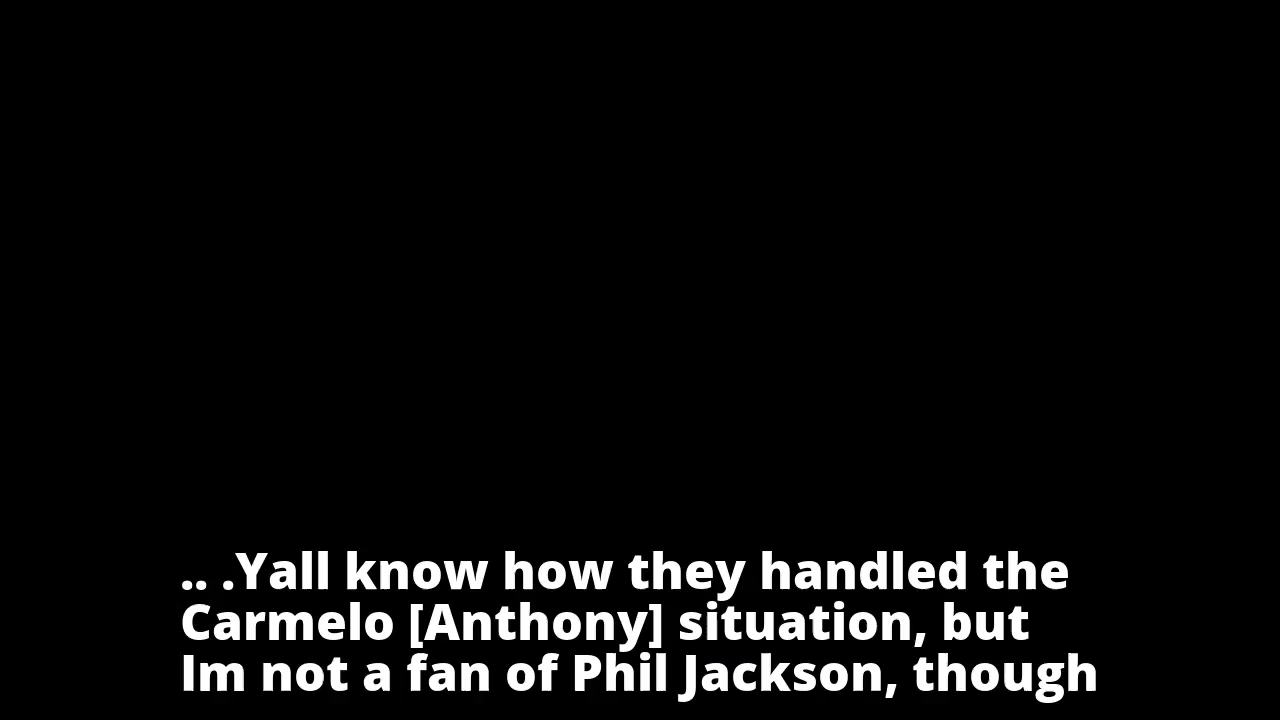 .. .Yall know how they handled the
Carmelo [Anthony] situation, but
Im not a fan of Phil Jackson, though